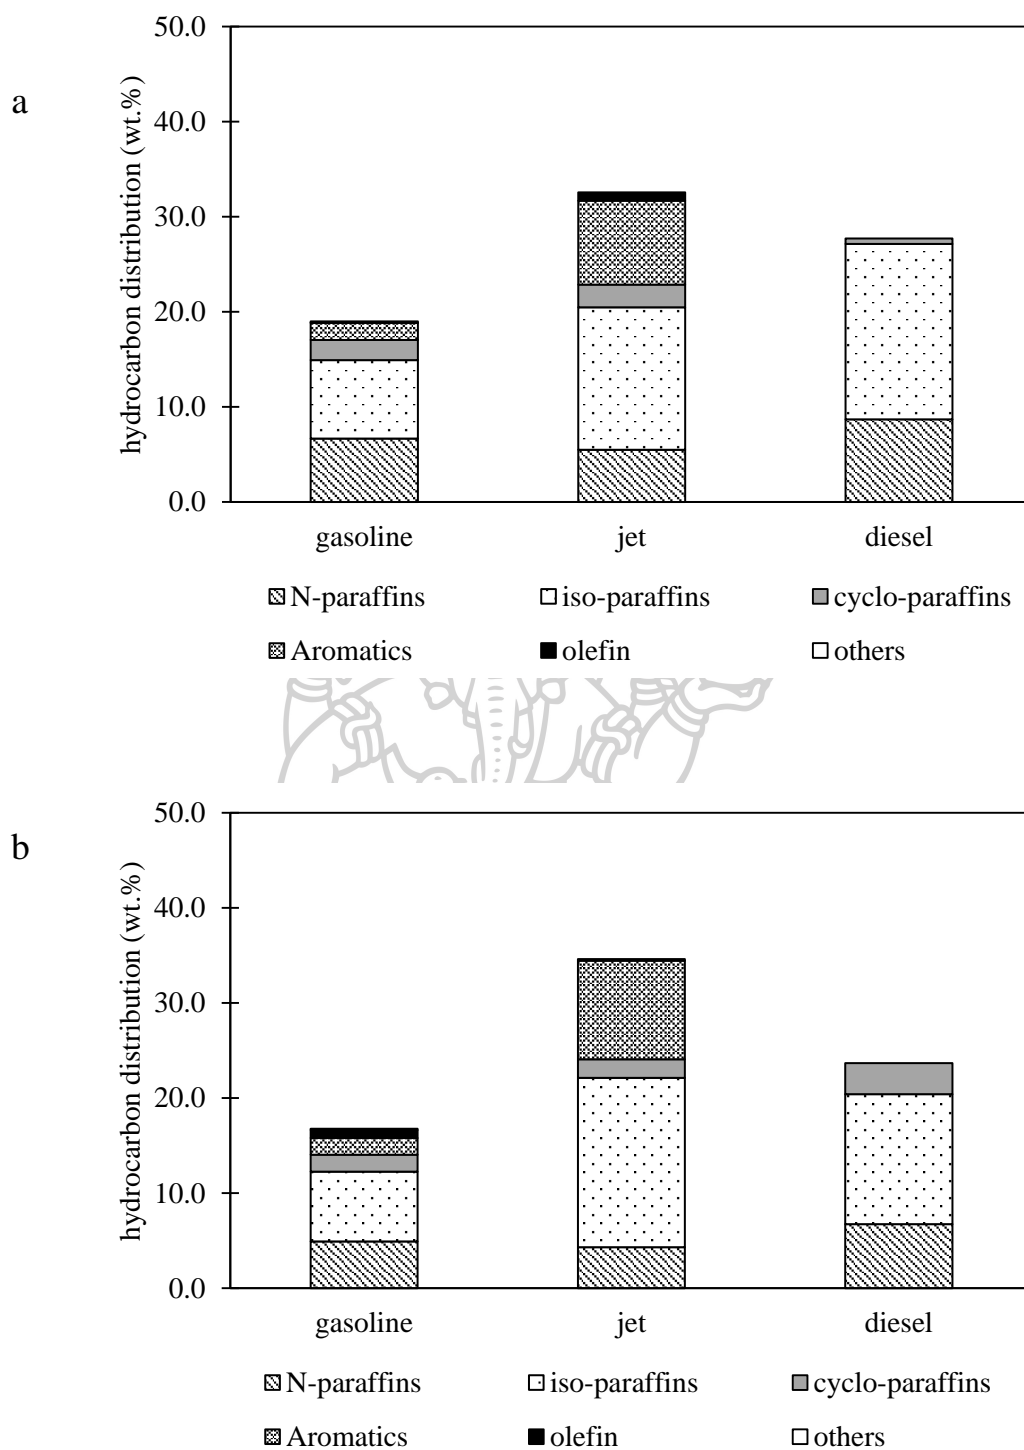 a
hydrocarbon distribution (wt.%)
50.0
40.0
30.0
20.0
10.0
0.0
gasoline jet diesel
N-paraffins iso-paraffins cyclo-paraffins
Aromatics olefin others
b
hydrocarbon distribution (wt.%)
50.0
40.0
30.0
20.0
10.0
0.0
gasoline jet diesel
N-paraffins iso-paraffins cyclo-paraffins
Aromatics olefin others